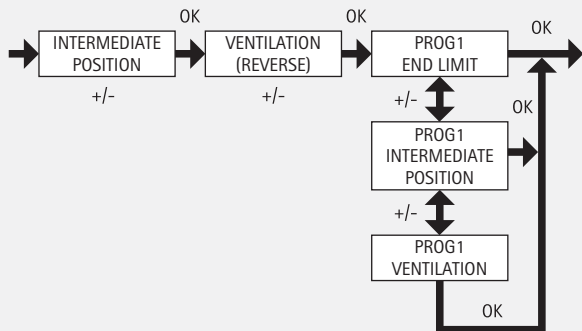 OK
OK
OK
INTERMEDIATE
POSITION
VENTILATION
(REVERSE)
PROG1
END LIMIT
+/-
+/-
+/-
OK
PROG1
INTERMEDIATE
POSITION
+/-
PROG1
VENTILATION
OK